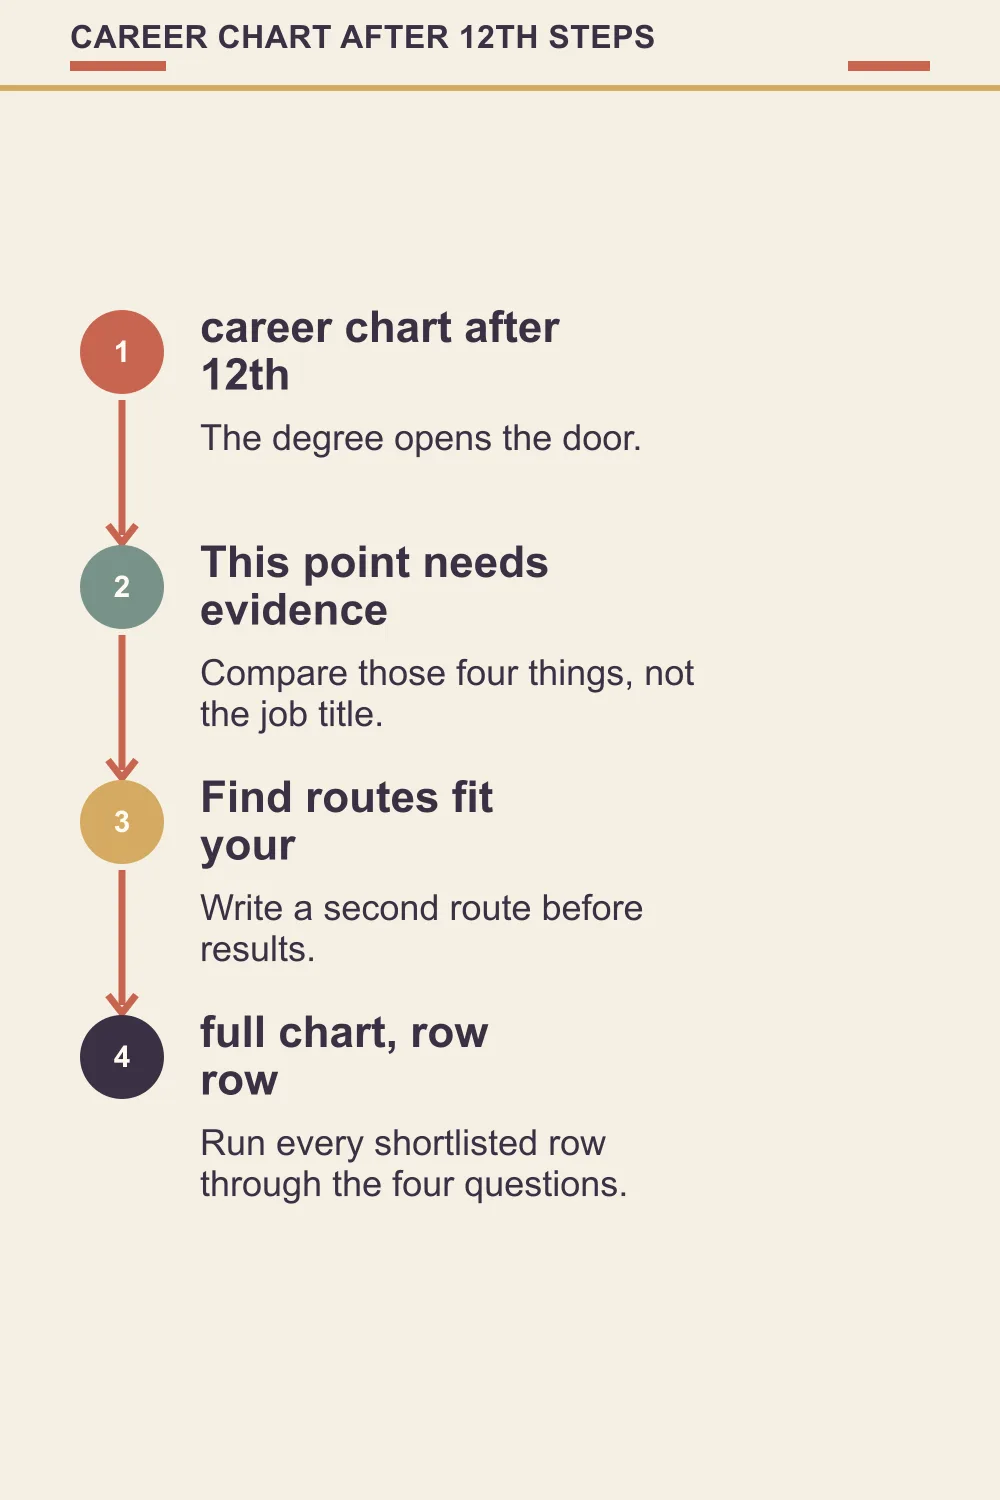 CAREER CHART AFTER 12TH STEPS
1
career chart after
12th
The degree opens the door.
2
This point needs
evidence
Compare those four things, not
the job title.
3
Find routes fit
your
Write a second route before
results.
4
full chart, row
row
Run every shortlisted row
through the four questions.